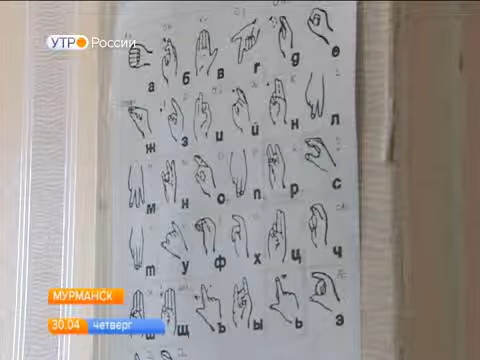 УТРО России
а б в г д е
ж з и й н л
м н о п р с
т у ф х ц ч
ш щ ъ ы ь э
МУРМАНСК
30.04 четверг